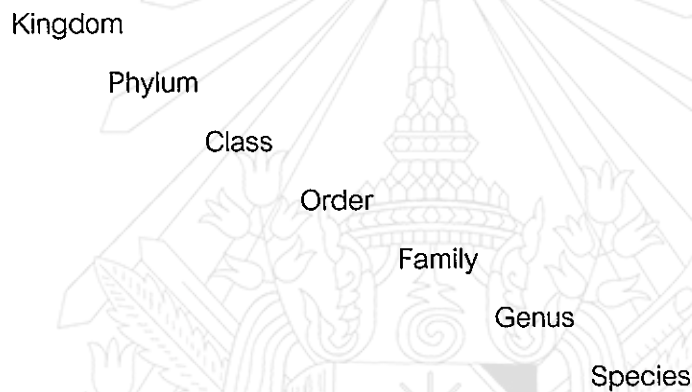 Kingdom
Phylum
Class
Order
Family
Genus
Species